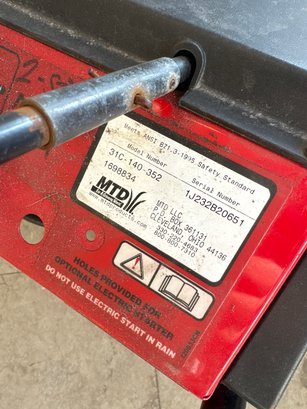 Meets ANSI B71.3-1995 Safety Standard
Model Number
Serial Number
31C-140-352
1J232B20651
1698834
MTD
MTD LLC
P.O. BOX 361131
CLEVELAND, OHIO 44136
HOLES PROVIDED FOR
OPTIONAL ELECTRIC STARTER
DO NOT USE ELECTRIC START IN RAIN